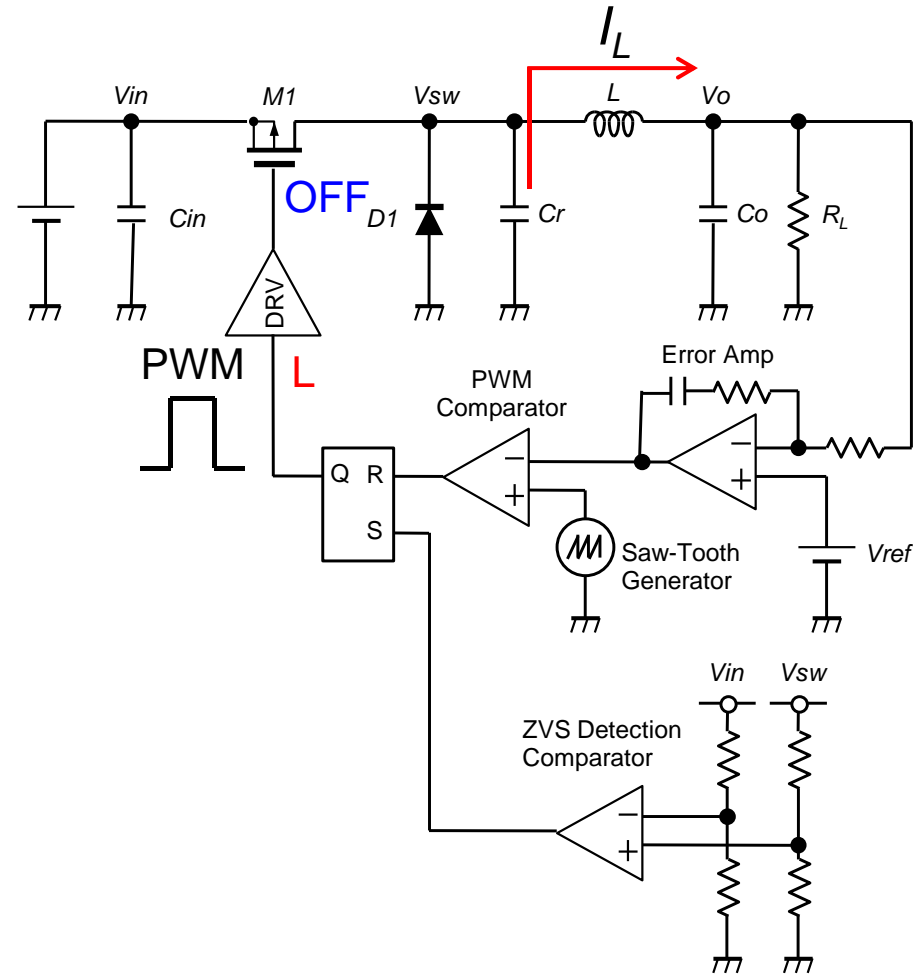 I_L
Vin
M1
Vsw
L
Vo
OFF
Cin
D1
Cr
Co
R_L
DRV
PWM
L
Error Amp
PWM
Comparator
Q
R
S
−
+
−
+
Saw-Tooth
Generator
Vref
Vin
Vsw
ZVS Detection
Comparator
−
+